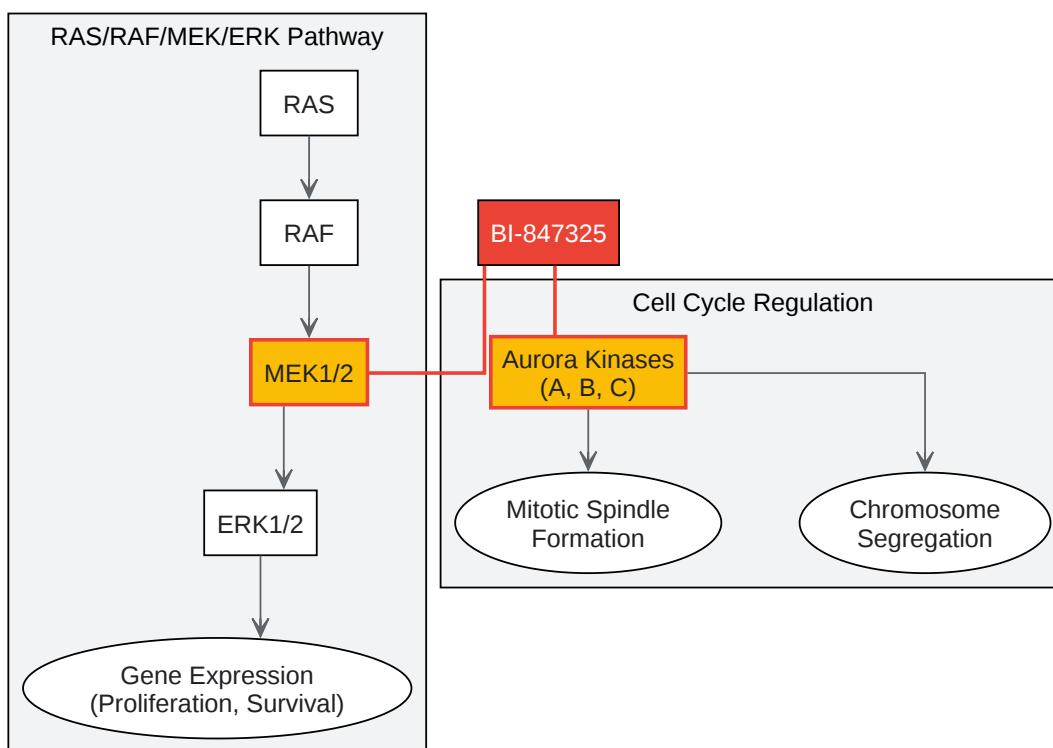 RAS/RAF/MEK/ERK Pathway
RAS
RAF
MEK1/2
ERK1/2
Gene Expression
(Proliferation, Survival)
BI-847325
Cell Cycle Regulation
Aurora Kinases
(A, B, C)
Mitotic Spindle
Formation
Chromosome
Segregation